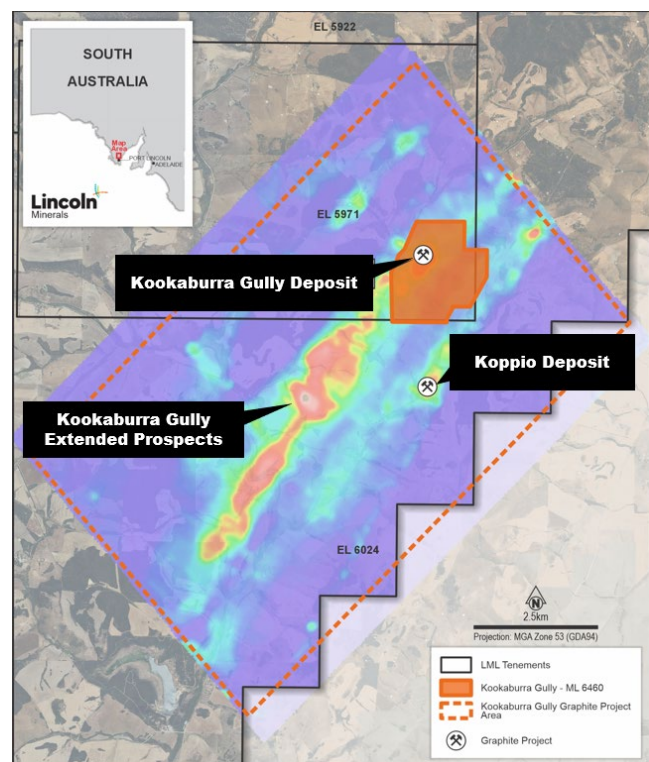 EL 5922
SOUTH
AUSTRALIA
Map
Area
PORT LINCOLN
ADELAIDE
Lincoln
Minerals
EL 5971
Kookaburra Gully Deposit
Koppio Deposit
Kookaburra Gully
Extended Prospects
EL 6024
N
2.5km
Projection: MGA Zone 53 (GDA94)
LML Tenements
Kookaburra Gully - ML 6460
Kookaburra Gully Graphite Project
Area
Graphite Project